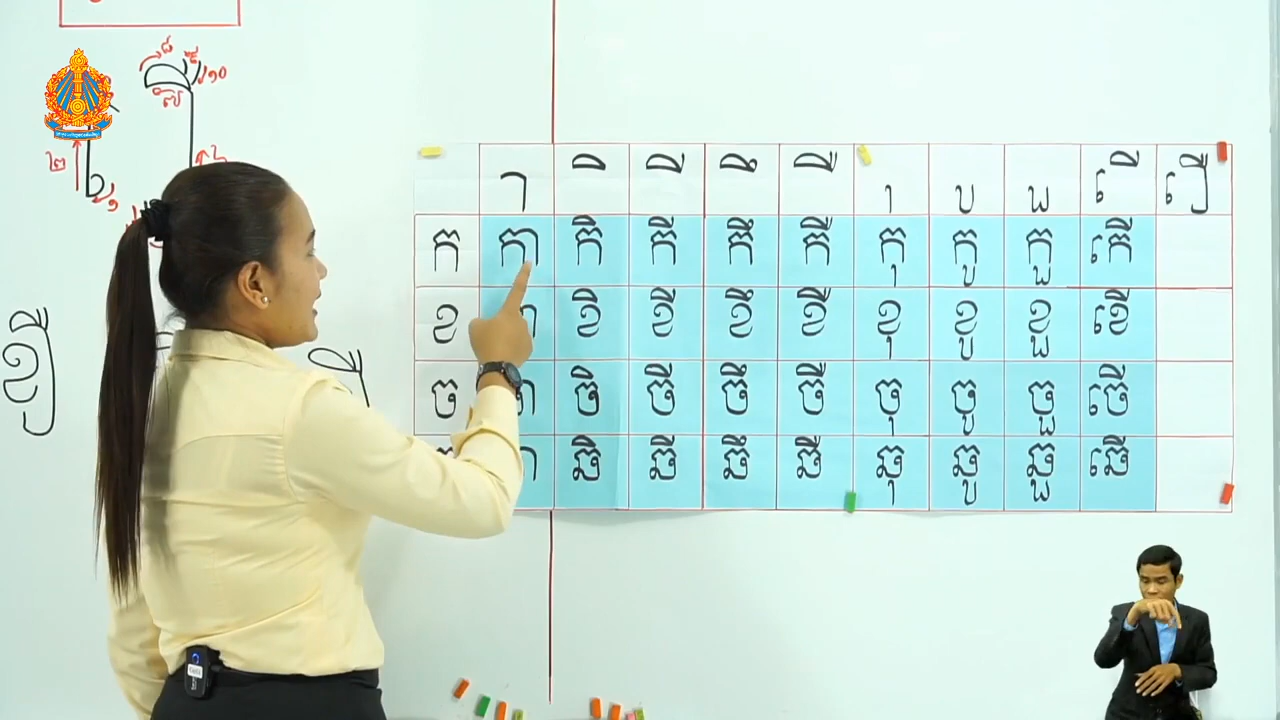 ា ិ ី ឹ ឺ ុ ូ ួ ើ ឿ
ក កា កិ កី កឹ កឺ កុ កូ កួ កើ
ខ ខិ ខី ខឹ ខឺ ខុ ខូ ខួ ខើ
ច ចិ ចី ចឹ ចឺ ចុ ចូ ចួ ចើ
ឆិ ឆី ឆឹ ឆឺ ឆុ ឆូ ឆួ ឆើ